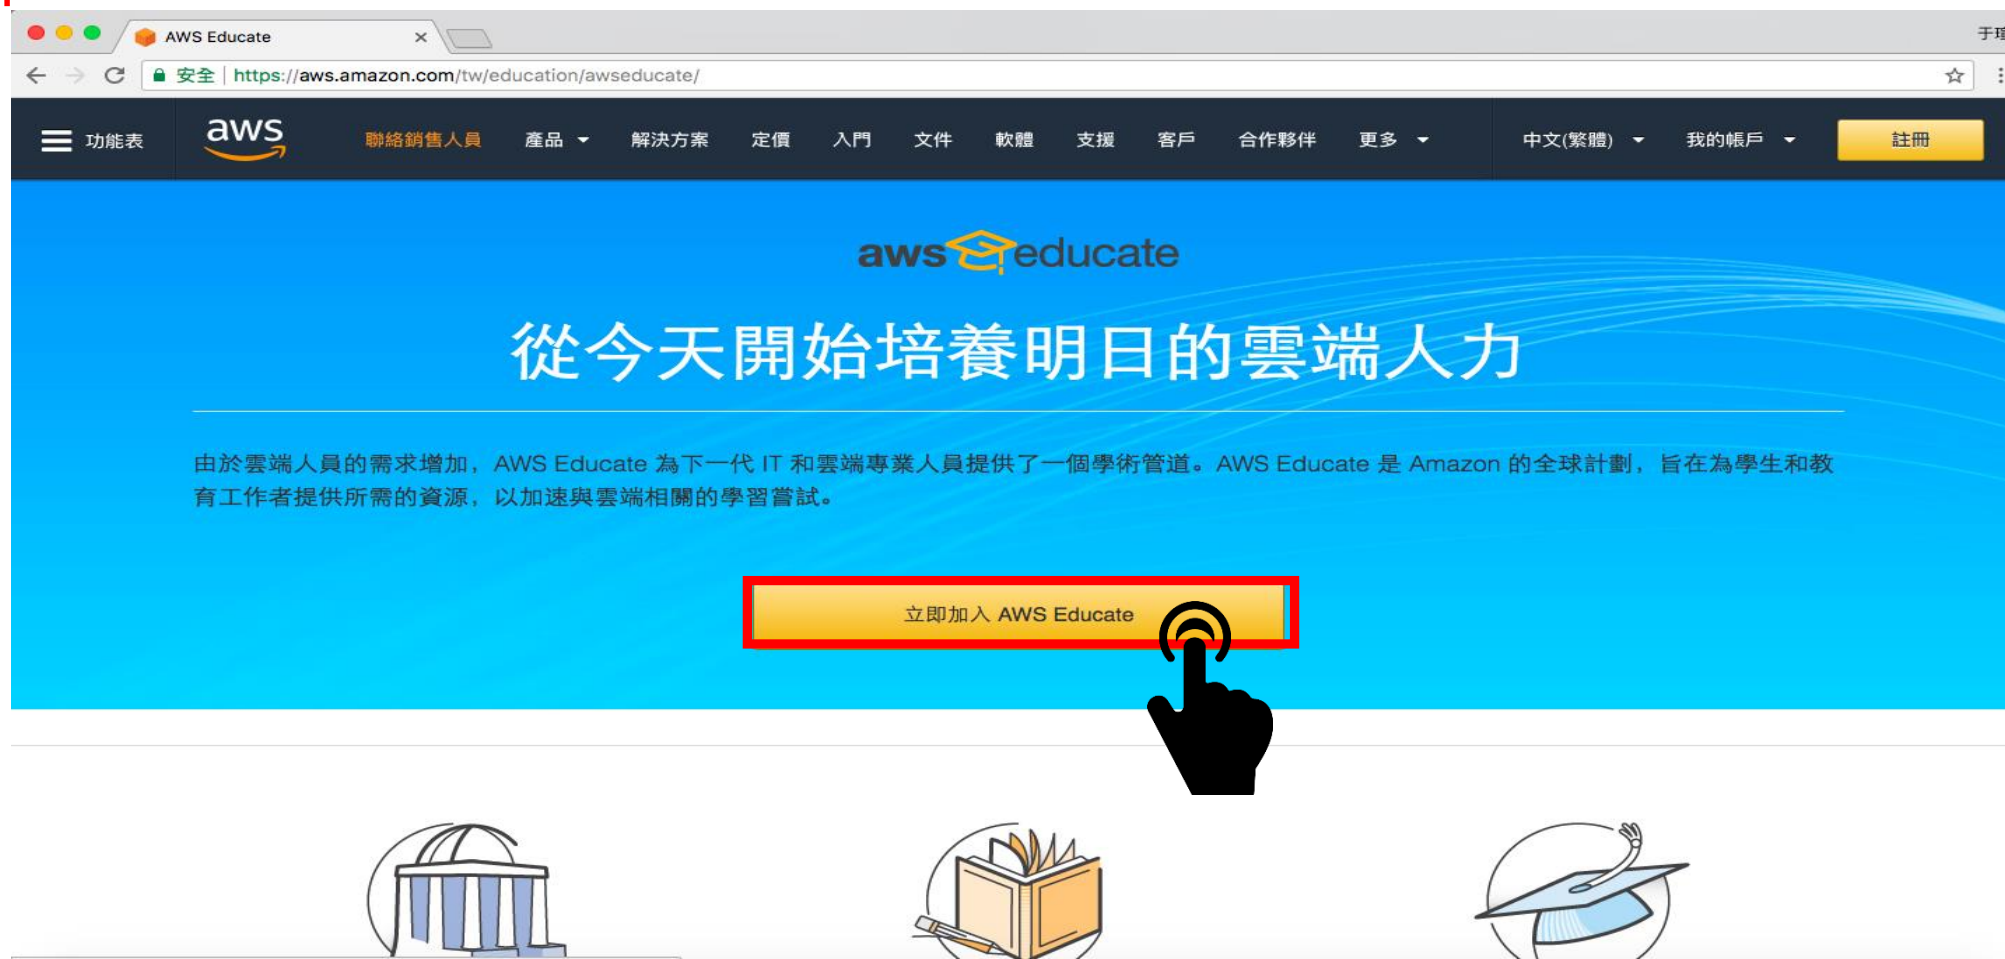 AWS Educate
安全 | https://aws.amazon.com/tw/education/awseducate/
功能表 aws 聯絡銷售人員 產品 解決方案 定價 入門 文件 軟體 支援 客戶 合作夥伴 更多 中文(繁體) 我的帳戶 註冊
aws educate
從今天開始培養明日的雲端人力
由於雲端人員的需求增加，AWS Educate 為下一代 IT 和雲端專業人員提供了一個學術管道。AWS Educate 是 Amazon 的全球計劃，旨在為學生和教
育工作者提供所需的資源，以加速與雲端相關的學習嘗試。
立即加入 AWS Educate